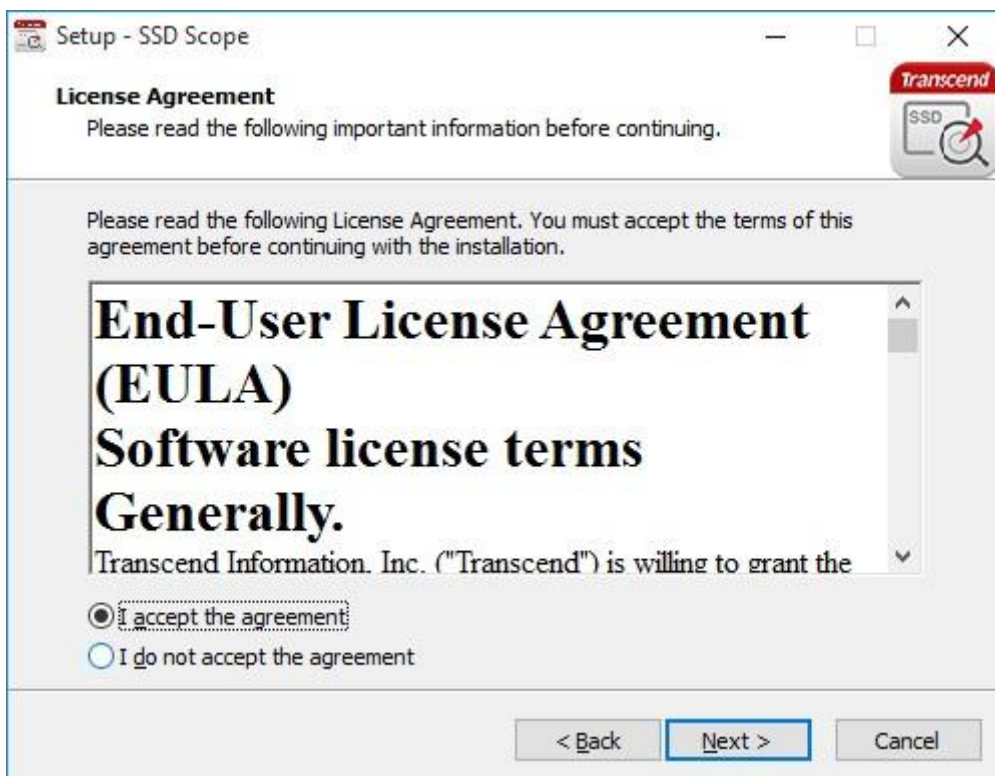 Setup - SSD Scope
License Agreement
Please read the following important information before continuing.
Transcend
SSD
Please read the following License Agreement. You must accept the terms of this
agreement before continuing with the installation.
End-User License Agreement
(EULA)
Software license terms
Generally.
Transcend Information, Inc. ("Transcend") is willing to grant the
I accept the agreement
I do not accept the agreement
< Back
Next >
Cancel